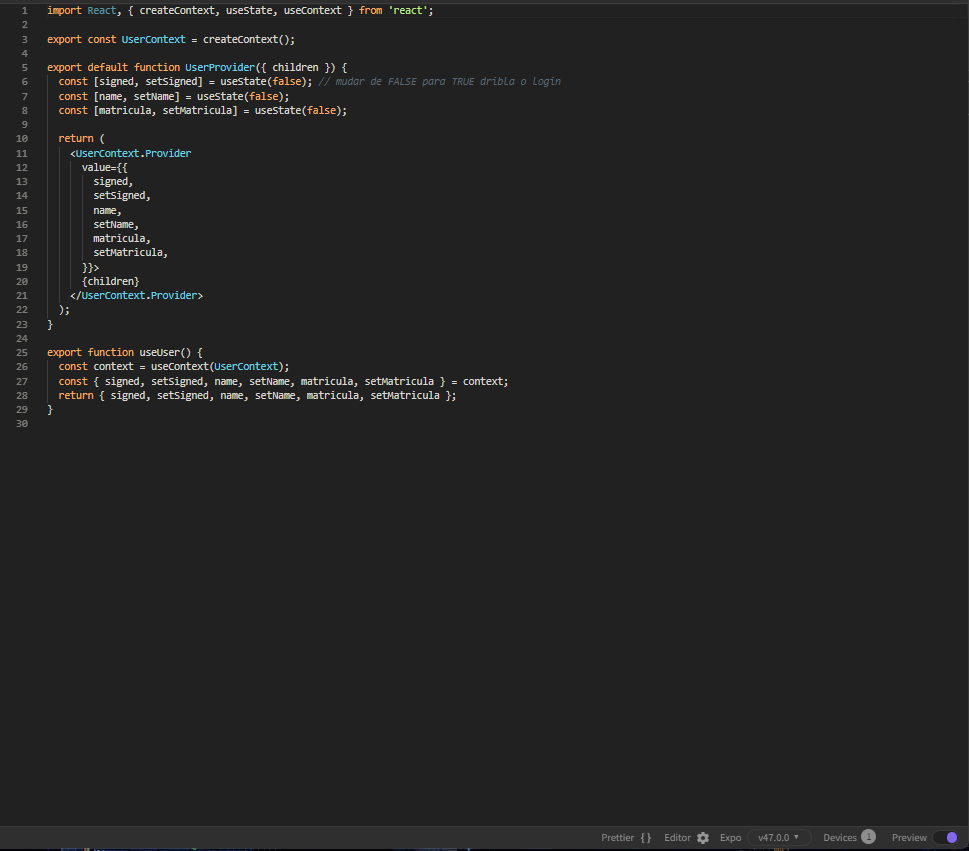 1 import React, { createContext, useState, useContext } from 'react';
2
3 export const UserContext = createContext();
4
5 export default function UserProvider({ children }) {
6   const [signed, setSigned] = useState(false); // mudar de FALSE para TRUE dribla o login
7   const [name, setName] = useState(false);
8   const [matricula, setMatricula] = useState(false);
9
10   return (
11     <UserContext.Provider
12       value={{
13         signed,
14         setSigned,
15         name,
16         setName,
17         matricula,
18         setMatricula,
19       }}>
20       {children}
21     </UserContext.Provider>
22   );
23 }
24
25 export function useUser() {
26   const context = useContext(UserContext);
27   const { signed, setSigned, name, setName, matricula, setMatricula } = context;
28   return { signed, setSigned, name, setName, matricula, setMatricula };
29 }
30
Prettier {} Editor Expo v47.0.0 Devices 1 Preview